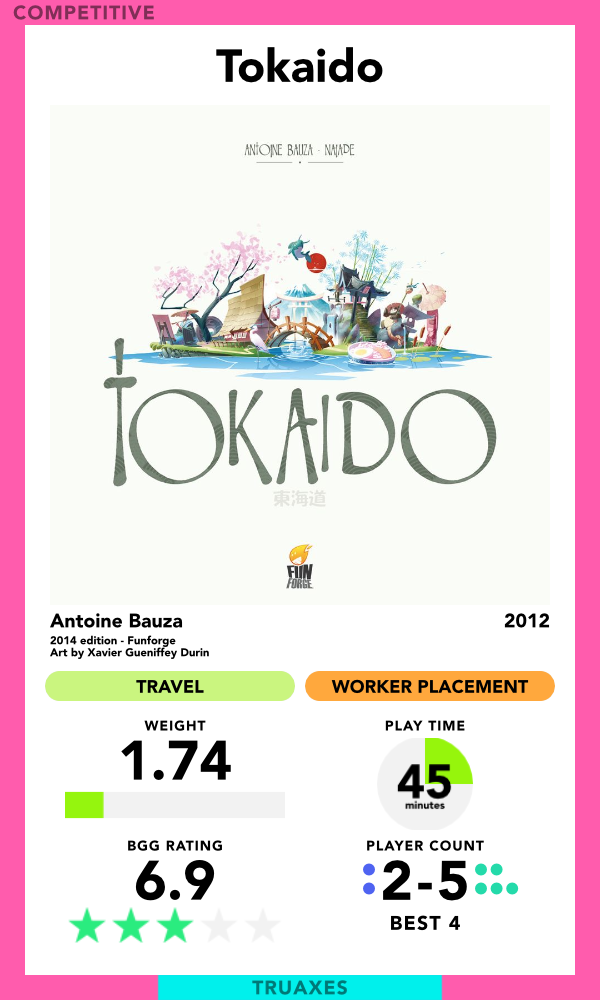 COMPETITIVE
Tokaido
ANTOINE BAUZA - NAÏADE
TOKAIDO
東海道
FUN
FORGE
Antoine Bauza 2012
2014 edition - Funforge
Art by Xavier Gueniffey Durin
TRAVEL WORKER PLACEMENT
WEIGHT PLAY TIME
1.74 45
minutes
BGG RATING PLAYER COUNT
6.9 2-5
BEST 4
TRUAXES